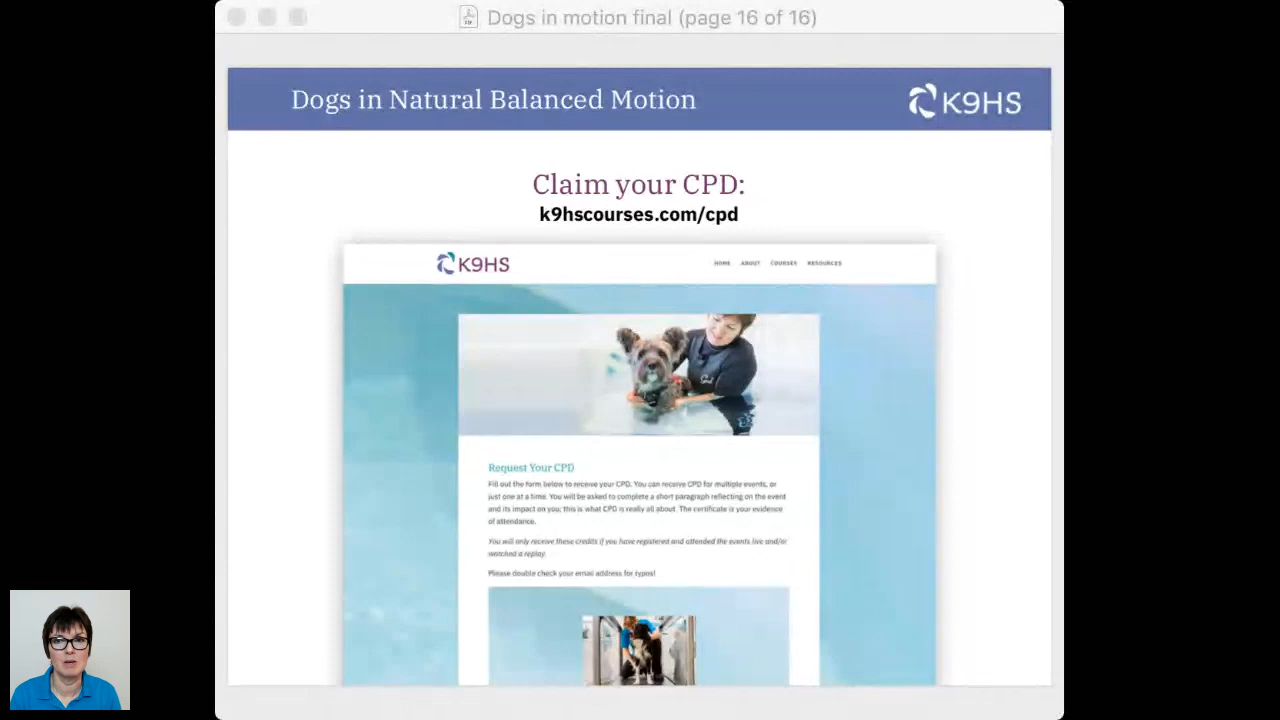 Dogs in motion final (page 16 of 16)
Dogs in Natural Balanced Motion
K9HS
Claim your CPD:
k9hscourses.com/cpd
K9HS
HOME ABOUT COURSES RESOURCES
Request Your CPD
Fill out the form below to receive your CPD. You can receive CPD for multiple events, or
just one at a time. You will be asked to complete a short paragraph reflecting on the event
and its impact on you; this is what CPD is really all about. The certificate is your evidence
of attendance.
You will only receive these credits if you have registered and attended the events live and/or
watched a replay.
Please double check your email address for typos!